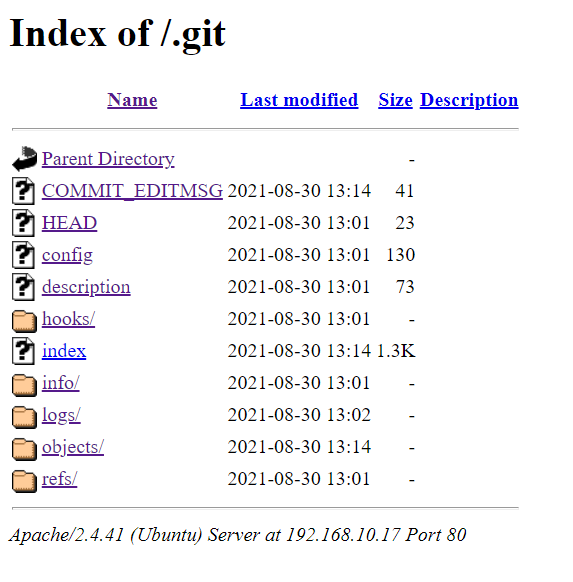 Index of /.git
Name Last modified Size Description
Parent Directory -
COMMIT_EDITMSG 2021-08-30 13:14 41
HEAD 2021-08-30 13:01 23
config 2021-08-30 13:01 130
description 2021-08-30 13:01 73
hooks/ 2021-08-30 13:01 -
index 2021-08-30 13:14 1.3K
info/ 2021-08-30 13:01 -
logs/ 2021-08-30 13:02 -
objects/ 2021-08-30 13:14 -
refs/ 2021-08-30 13:01 -
Apache/2.4.41 (Ubuntu) Server at 192.168.10.17 Port 80